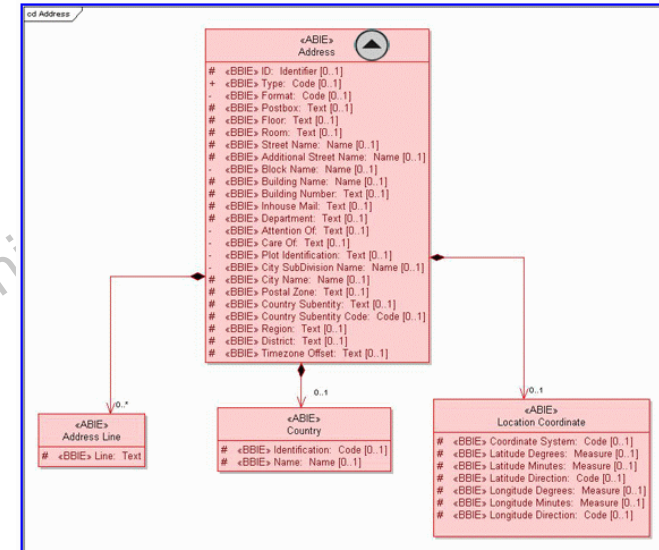 cd Address
«ABIE»
Address
# «BBIE» ID: Identifier [0..1]
+ «BBIE» Type: Code [0..1]
- «BBIE» Format: Code [0..1]
# «BBIE» Postbox: Text [0..1]
# «BBIE» Floor: Text [0..1]
# «BBIE» Room: Text [0..1]
# «BBIE» Street Name: Name [0..1]
# «BBIE» Additional Street Name: Name [0..1]
- «BBIE» Block Name: Name [0..1]
# «BBIE» Building Name: Name [0..1]
# «BBIE» Building Number: Text [0..1]
# «BBIE» Inhouse Mail: Text [0..1]
# «BBIE» Department: Text [0..1]
- «BBIE» Attention Of: Text [0..1]
- «BBIE» Care Of: Text [0..1]
- «BBIE» Plot Identification: Text [0..1]
- «BBIE» City SubDivision Name: Name [0..1]
# «BBIE» City Name: Name [0..1]
# «BBIE» Postal Zone: Text [0..1]
# «BBIE» Country Subentity: Text [0..1]
# «BBIE» Country Subentity Code: Code [0..1]
# «BBIE» Region: Text [0..1]
# «BBIE» District: Text [0..1]
# «BBIE» Timezone Offset: Text [0..1]
0..*
0..1
0..1
«ABIE»
Address Line
# «BBIE» Line: Text
«ABIE»
Country
# «BBIE» Identification: Code [0..1]
# «BBIE» Name: Name [0..1]
«ABIE»
Location Coordinate
# «BBIE» Coordinate System: Code [0..1]
# «BBIE» Latitude Degrees: Measure [0..1]
# «BBIE» Latitude Minutes: Measure [0..1]
# «BBIE» Latitude Direction: Code [0..1]
# «BBIE» Longitude Degrees: Measure [0..1]
# «BBIE» Longitude Minutes: Measure [0..1]
# «BBIE» Longitude Direction: Code [0..1]